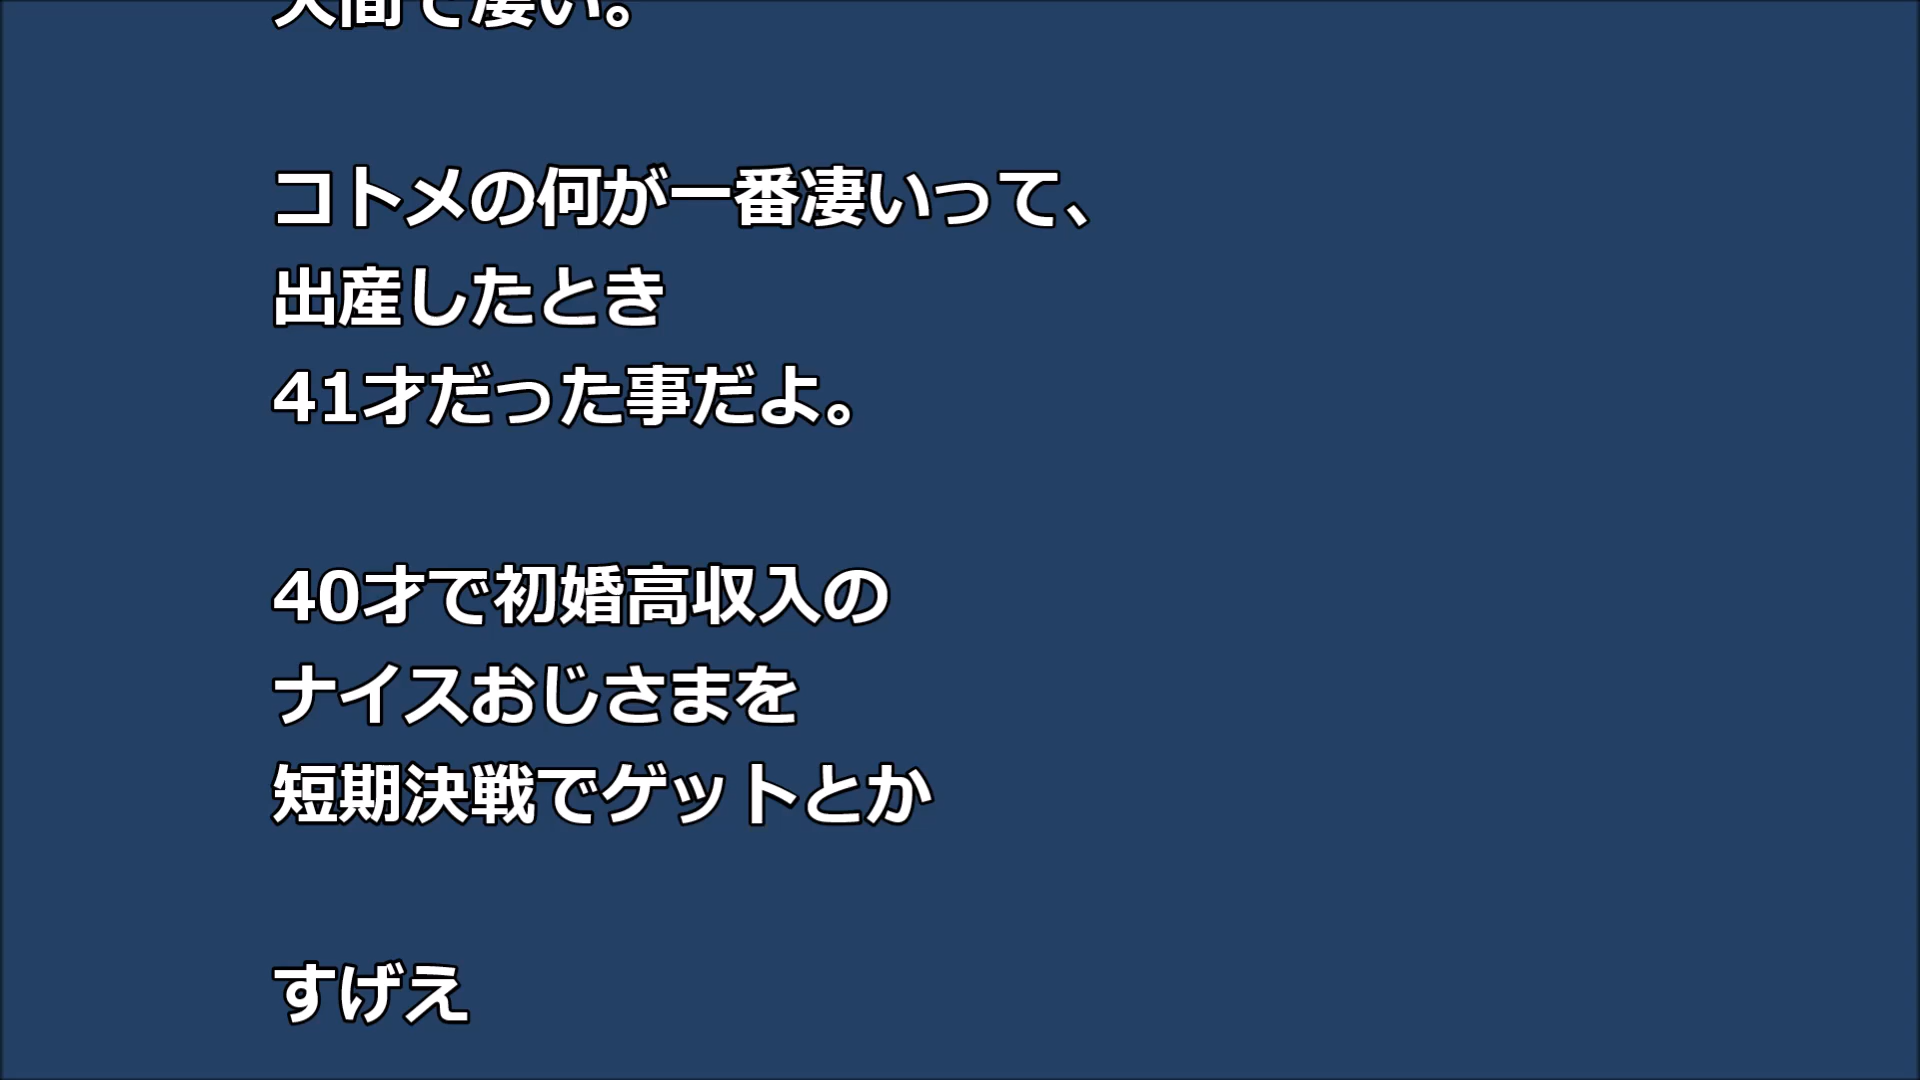 で凄い。
コトメの何が一番凄いって、
出産したとき
41才だった事だよ。
40才で初婚高収入の
ナイスおじさまを
短期決戦でゲットとか
すげえ